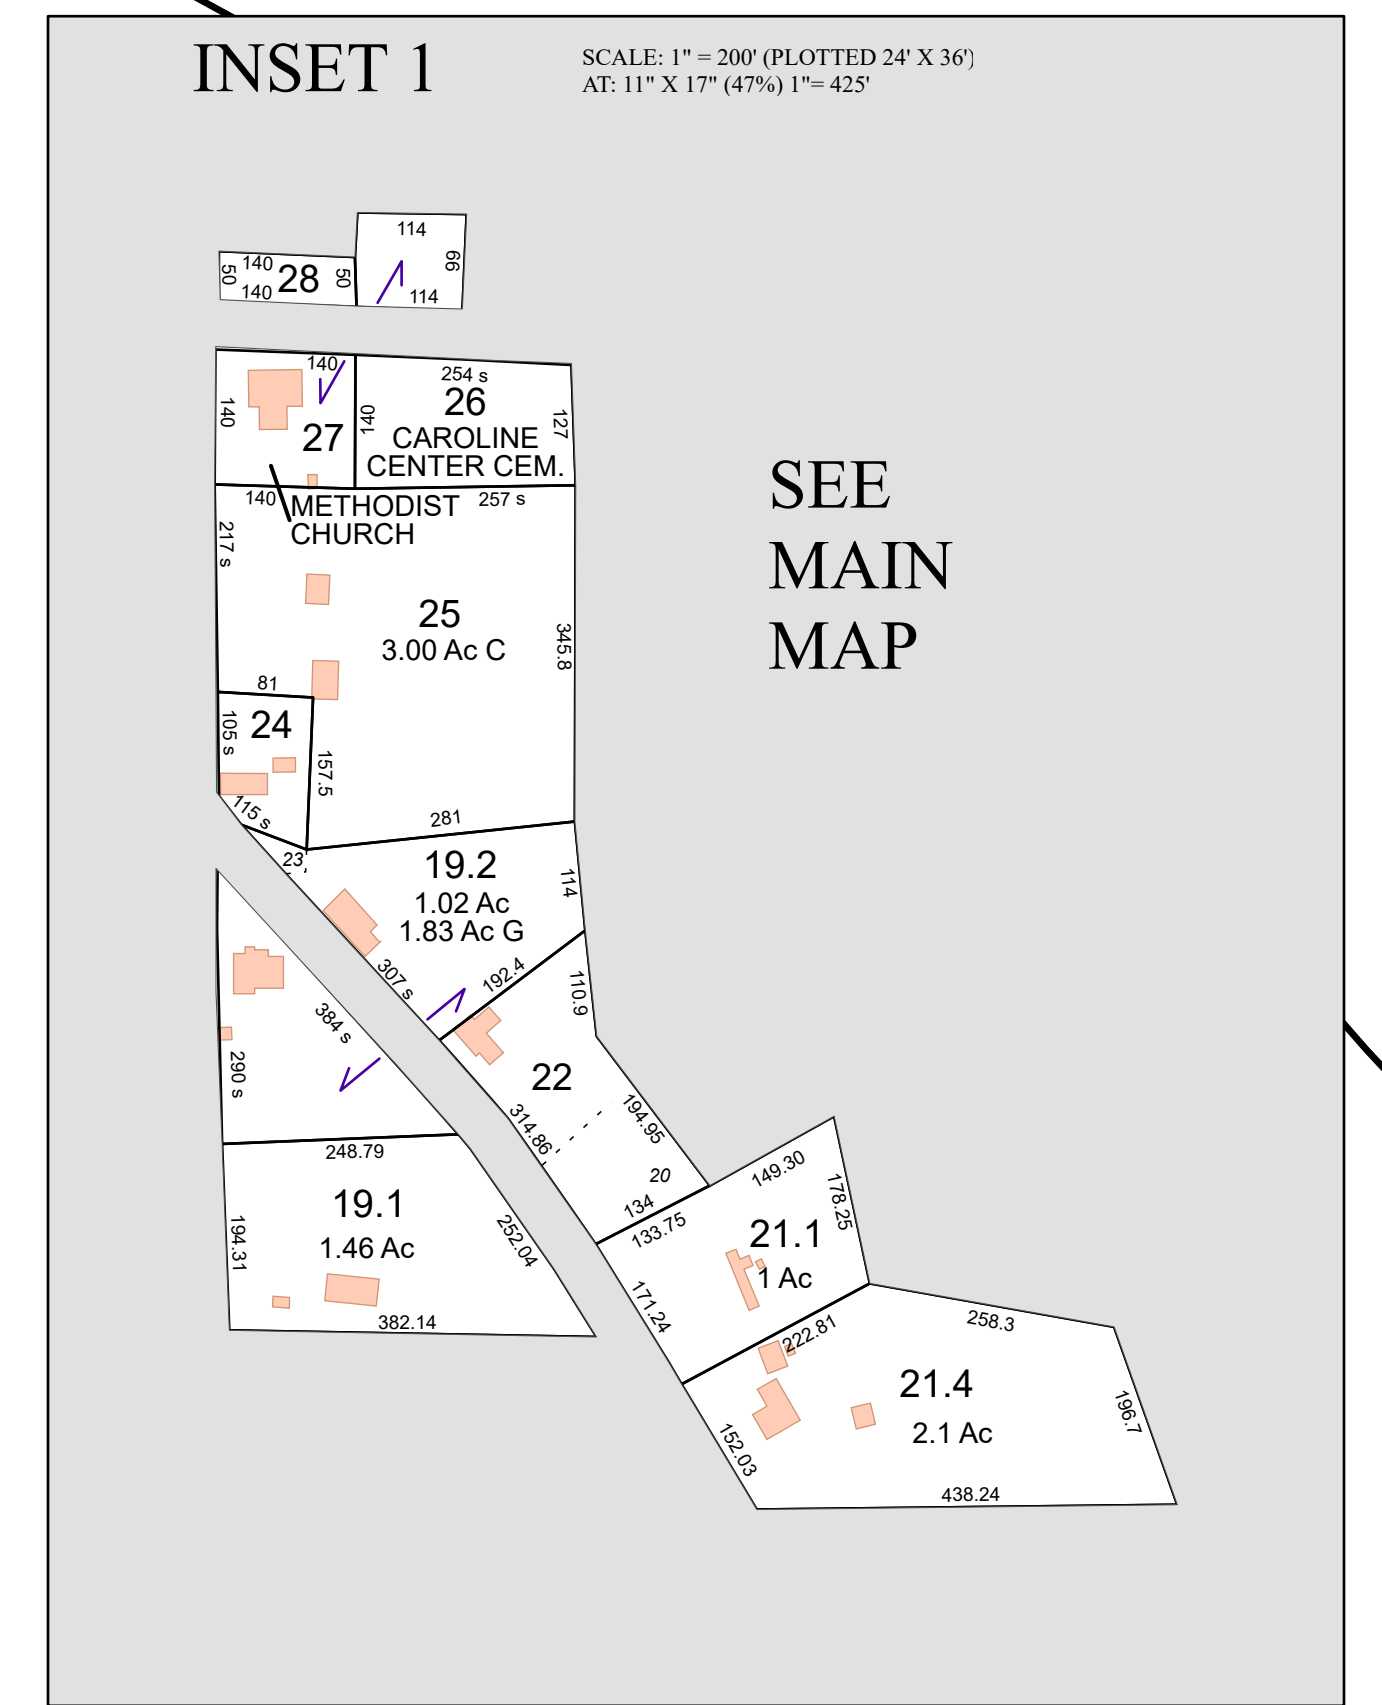 INSET 1
SCALE: 1" = 200' (PLOTTED 24' X 36')
AT: 11" X 17" (47%) 1"= 425'
114
66
114
50
140
28
50
140
140
140
27
140
254 s
26
127
CAROLINE
CENTER CEM.
140
METHODIST
CHURCH
257 s
217 s
SEE
MAIN
MAP
25
3.00 Ac C
345.8
81
105 s
24
157.5
115 s
281
23
19.2
1.02 Ac
1.83 Ac G
114
307 s
192.4
110.9
384 s
290 s
22
314.86
194.95
20
134
248.79
19.1
1.46 Ac
194.31
252.04
382.14
133.75
149.30
178.25
21.1
1 Ac
171.24
222.81
258.3
21.4
2.1 Ac
196.7
152.03
438.24